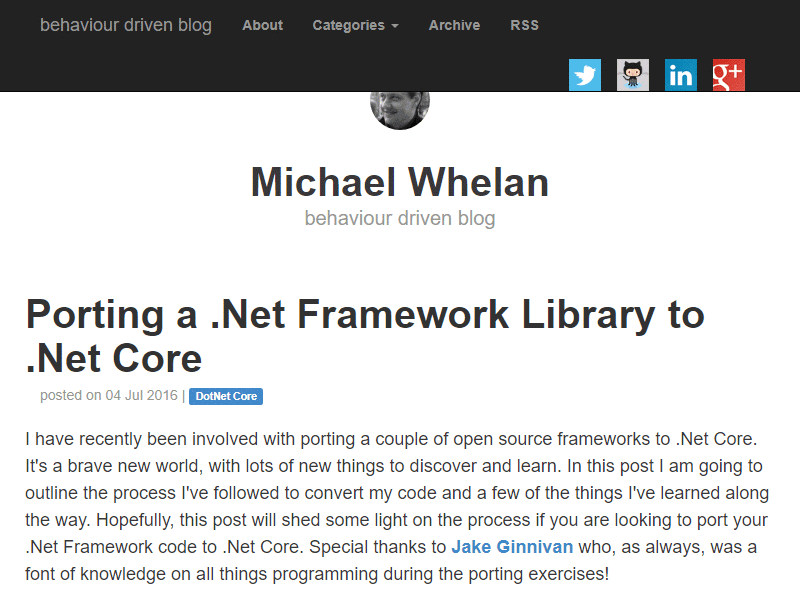 behaviour driven blog About Categories Archive RSS
in g+
Michael Whelan
behaviour driven blog
Porting a .Net Framework Library to
.Net Core
posted on 04 Jul 2016 | DotNet Core
I have recently been involved with porting a couple of open source frameworks to .Net Core.
It's a brave new world, with lots of new things to discover and learn. In this post I am going to
outline the process I've followed to convert my code and a few of the things I've learned along
the way. Hopefully, this post will shed some light on the process if you are looking to port your
.Net Framework code to .Net Core. Special thanks to Jake Ginnivan who, as always, was a
font of knowledge on all things programming during the porting exercises!